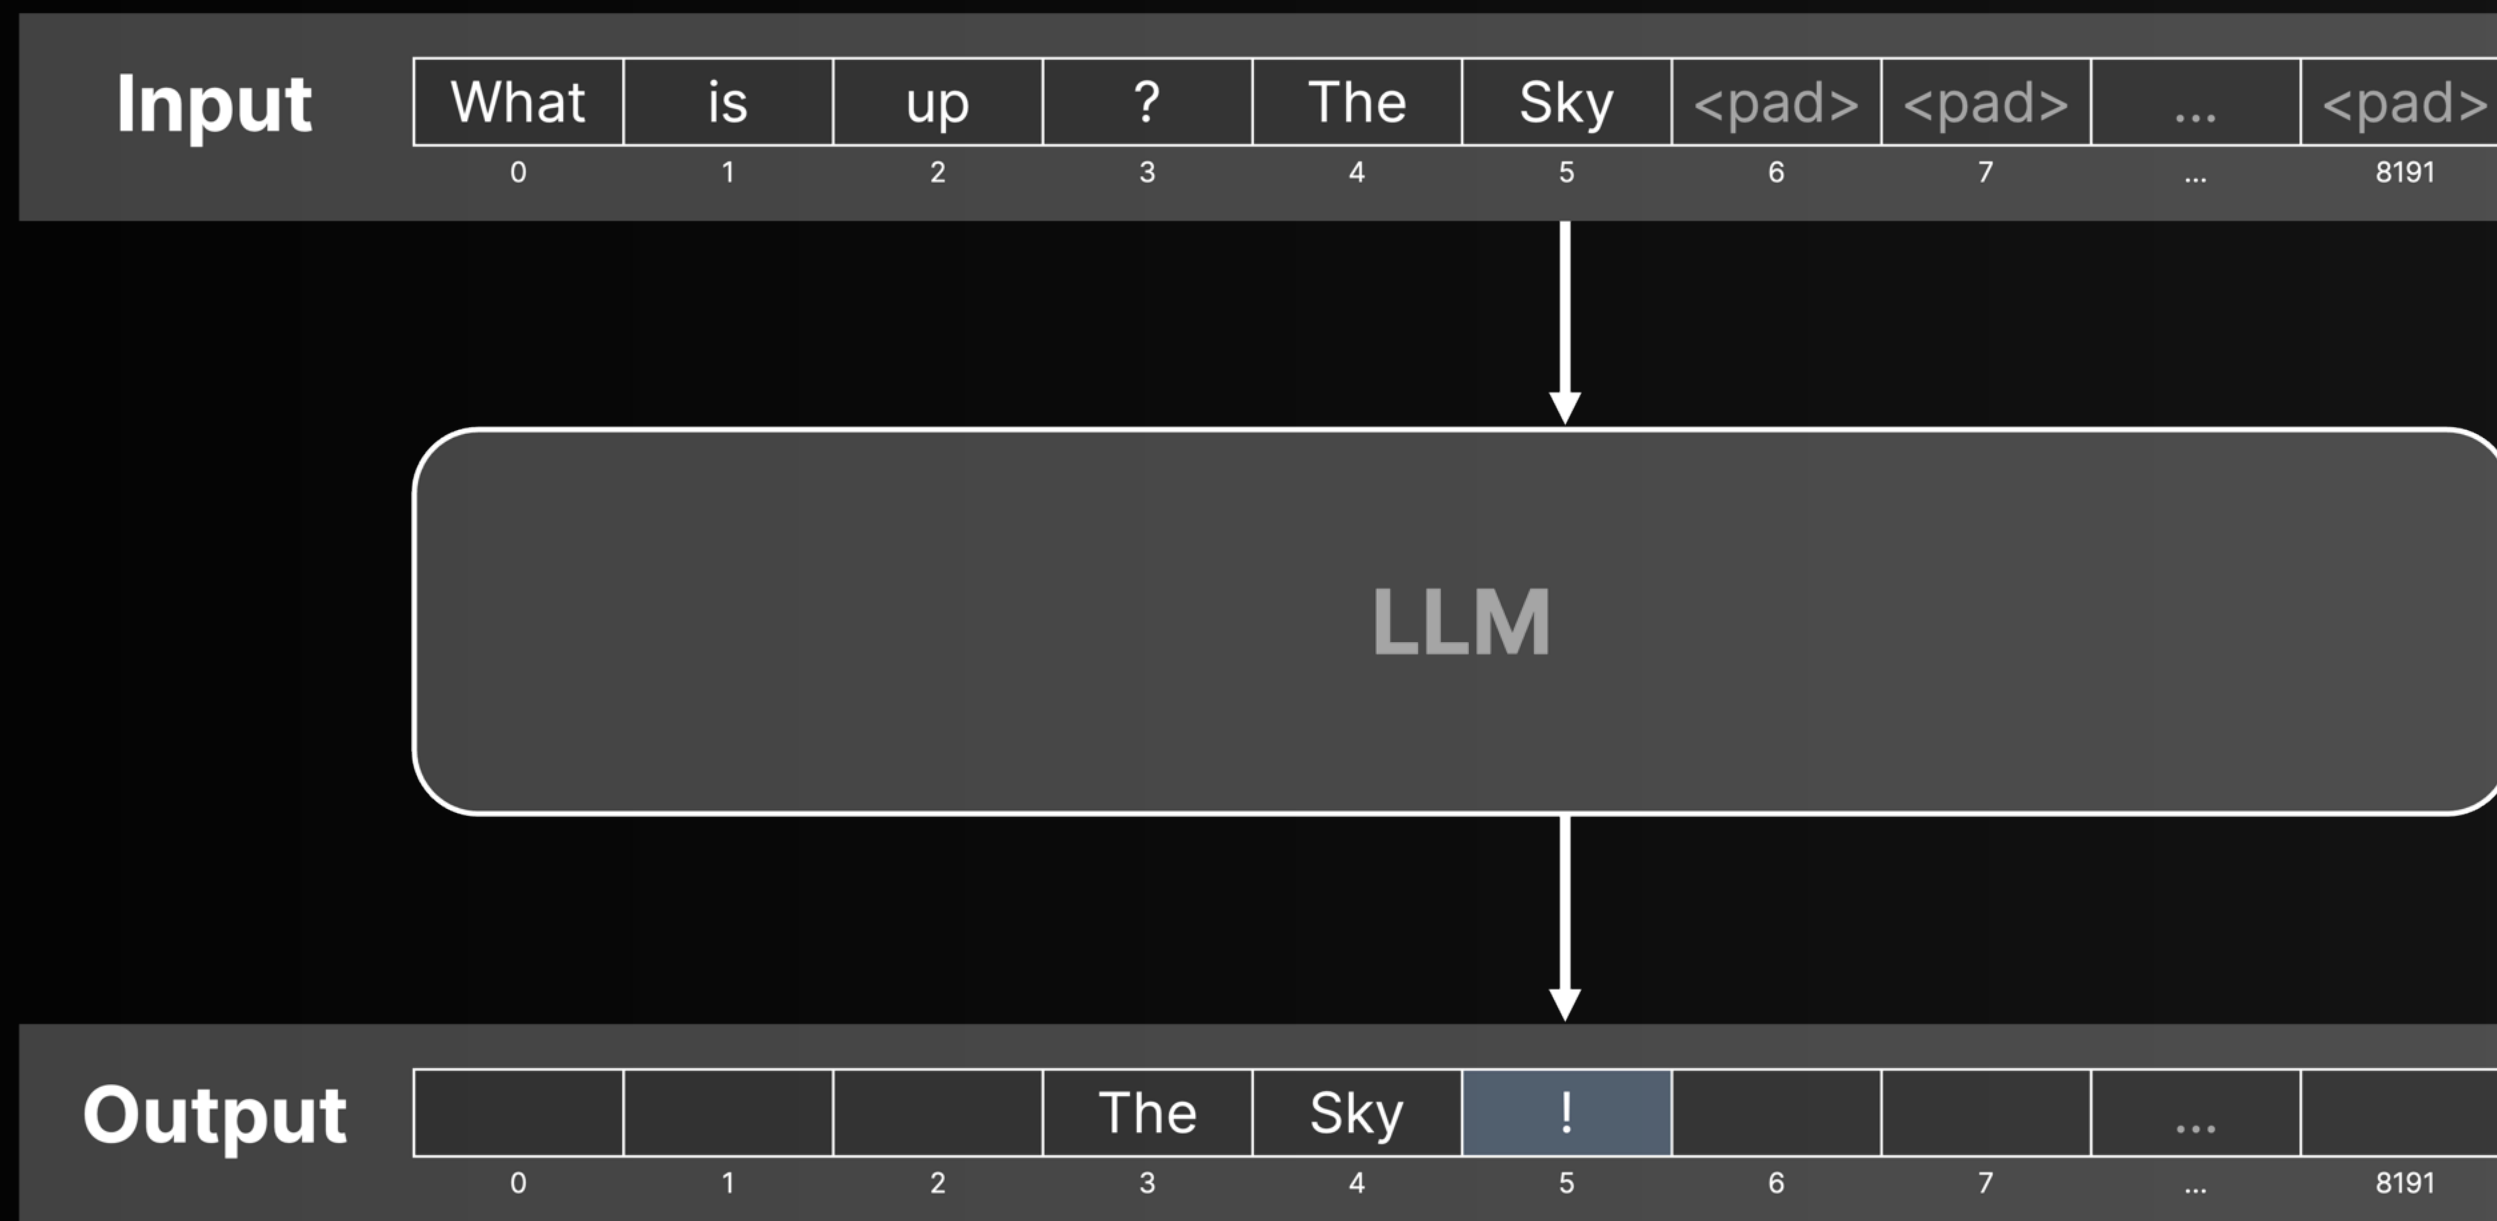 Input What is up ? The Sky <pad> <pad> ... <pad>
0 1 2 3 4 5 6 7 ... 8191
LLM
Output The Sky ! ...
0 1 2 3 4 5 6 7 ... 8191